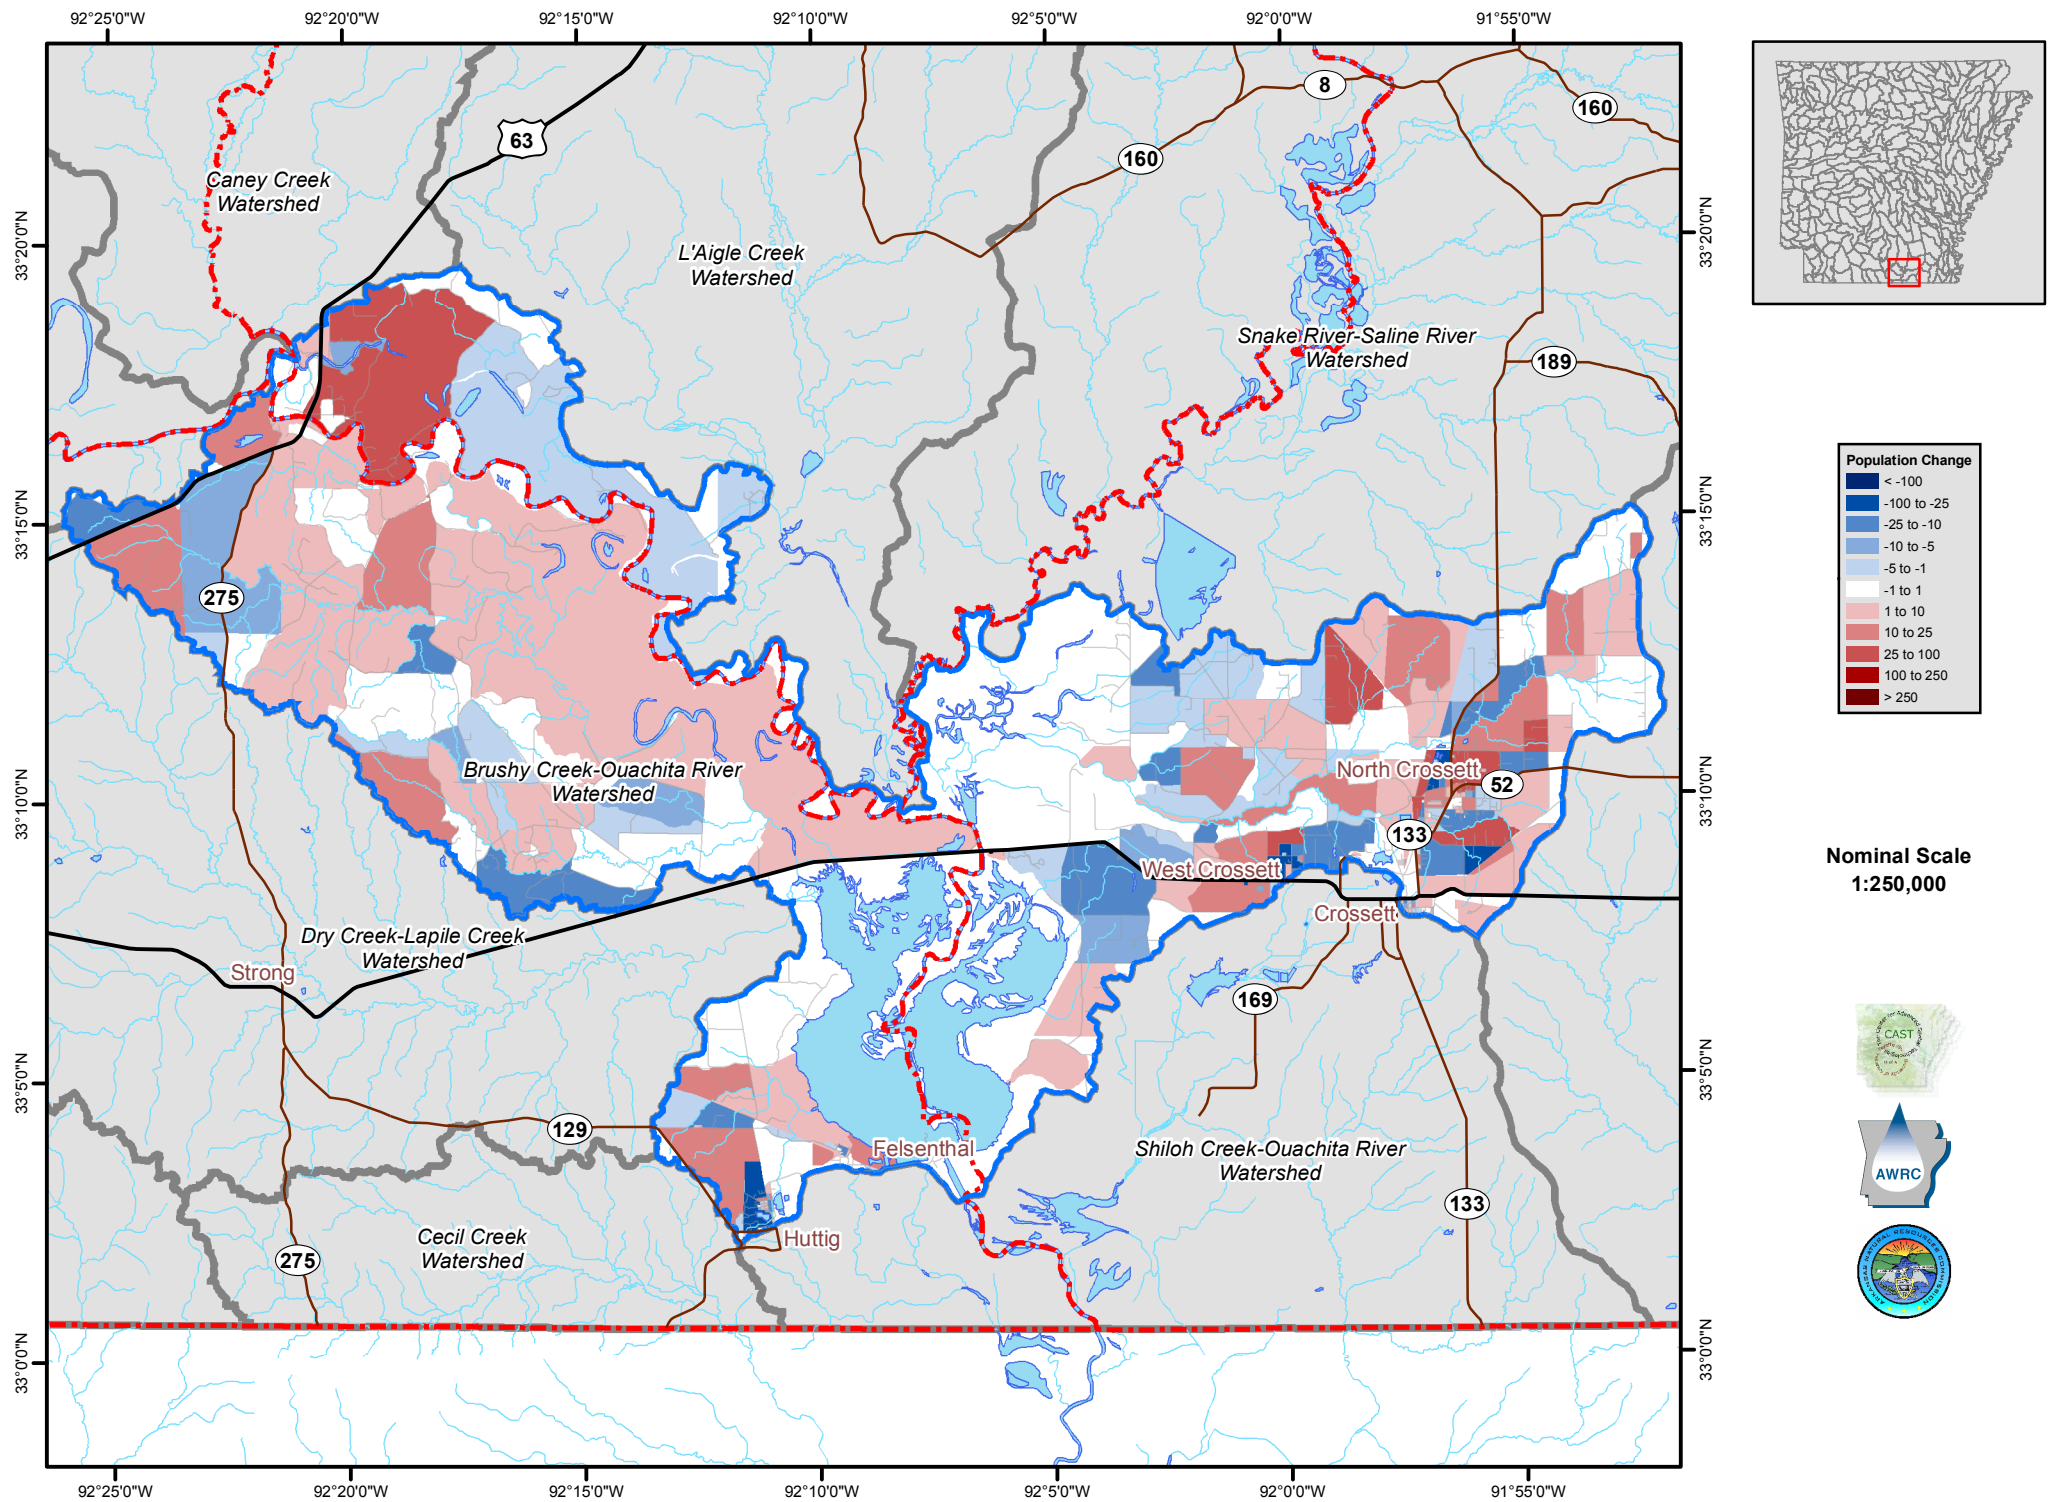 92°25'0"W
92°20'0"W
92°15'0"W
92°10'0"W
92°5'0"W
92°0'0"W
91°55'0"W
33°20'0"N
33°15'0"N
33°10'0"N
33°5'0"N
33°0'0"N
63
8
160
160
Caney Creek
Watershed
L'Aigle Creek
Watershed
Snake River-Saline River
Watershed
189
275
Brushy Creek-Ouachita River
Watershed
North Crossett
52
133
West Crossett
Crossett
Dry Creek-Lapile Creek
Watershed
Strong
169
129
Felsenthal
Shiloh Creek-Ouachita River
Watershed
133
Cecil Creek
Watershed
Huttig
275
33°20'0"N
33°15'0"N
33°10'0"N
33°5'0"N
33°0'0"N
92°25'0"W
92°20'0"W
92°15'0"W
92°10'0"W
92°5'0"W
92°0'0"W
91°55'0"W
Population Change
< -100
-100 to -25
-25 to -10
-10 to -5
-5 to -1
-1 to 1
1 to 10
10 to 25
25 to 100
100 to 250
> 250
Nominal Scale
1:250,000
CAST
AWRC
ARKANSAS NATURAL RESOURCES COMMISSION